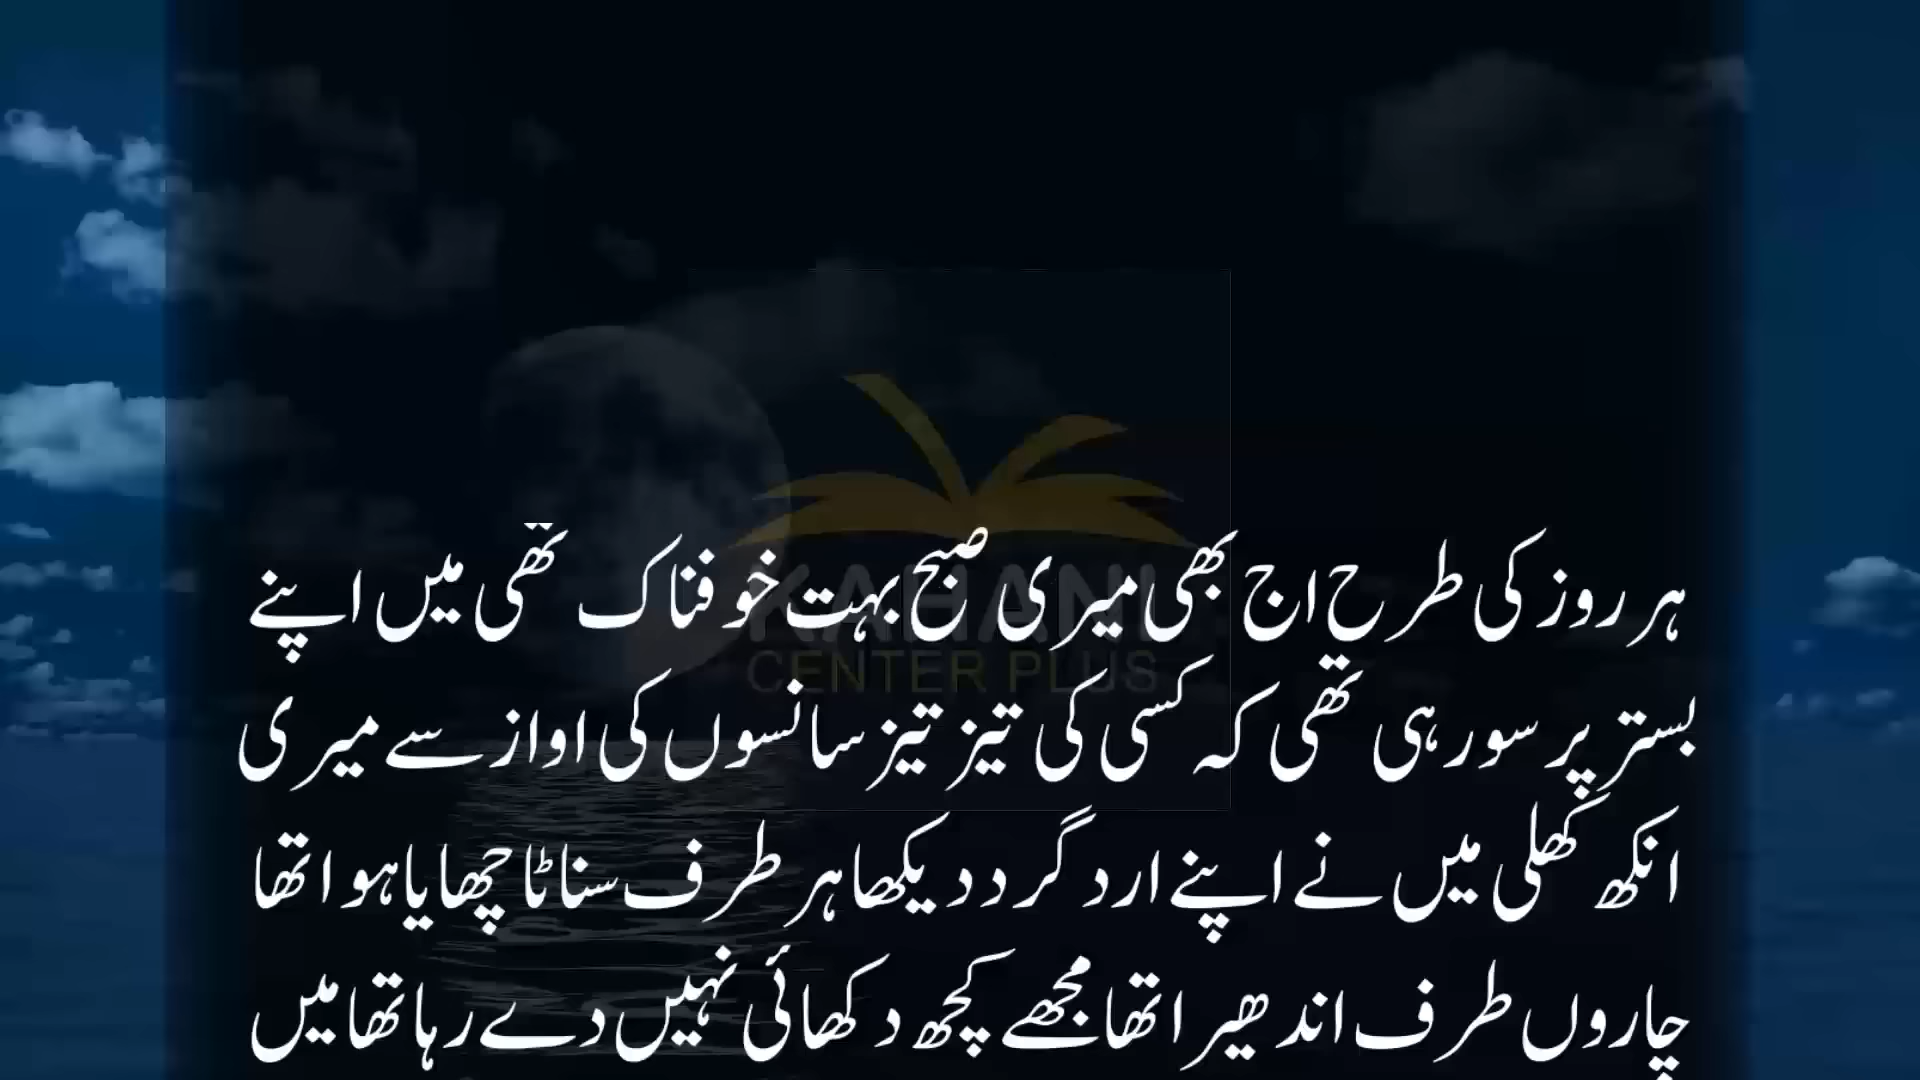 KAHANI
CENTER PLUS
ہر روز کی طرح اج بھی میری صبح بہت خوفناک تھی میں اپنے
بستر پر سو رہی تھی کہ کسی کی تیز تیز سانسوں کی اواز سے میری
انکھ کھلی میں نے اپنے ارد گرد دیکھا ہر طرف سناٹا چھایا ہوا تھا
چاروں طرف اندھیرا تھا مجھے کچھ دکھائی نہیں دے رہا تھا میں